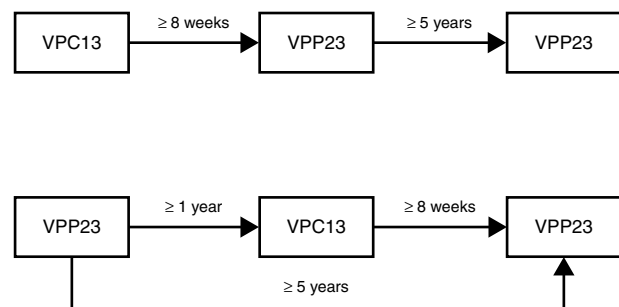 ≥ 8 weeks
≥ 5 years
VPC13
VPP23
VPP23
≥ 1 year
≥ 8 weeks
VPP23
VPC13
VPP23
≥ 5 years